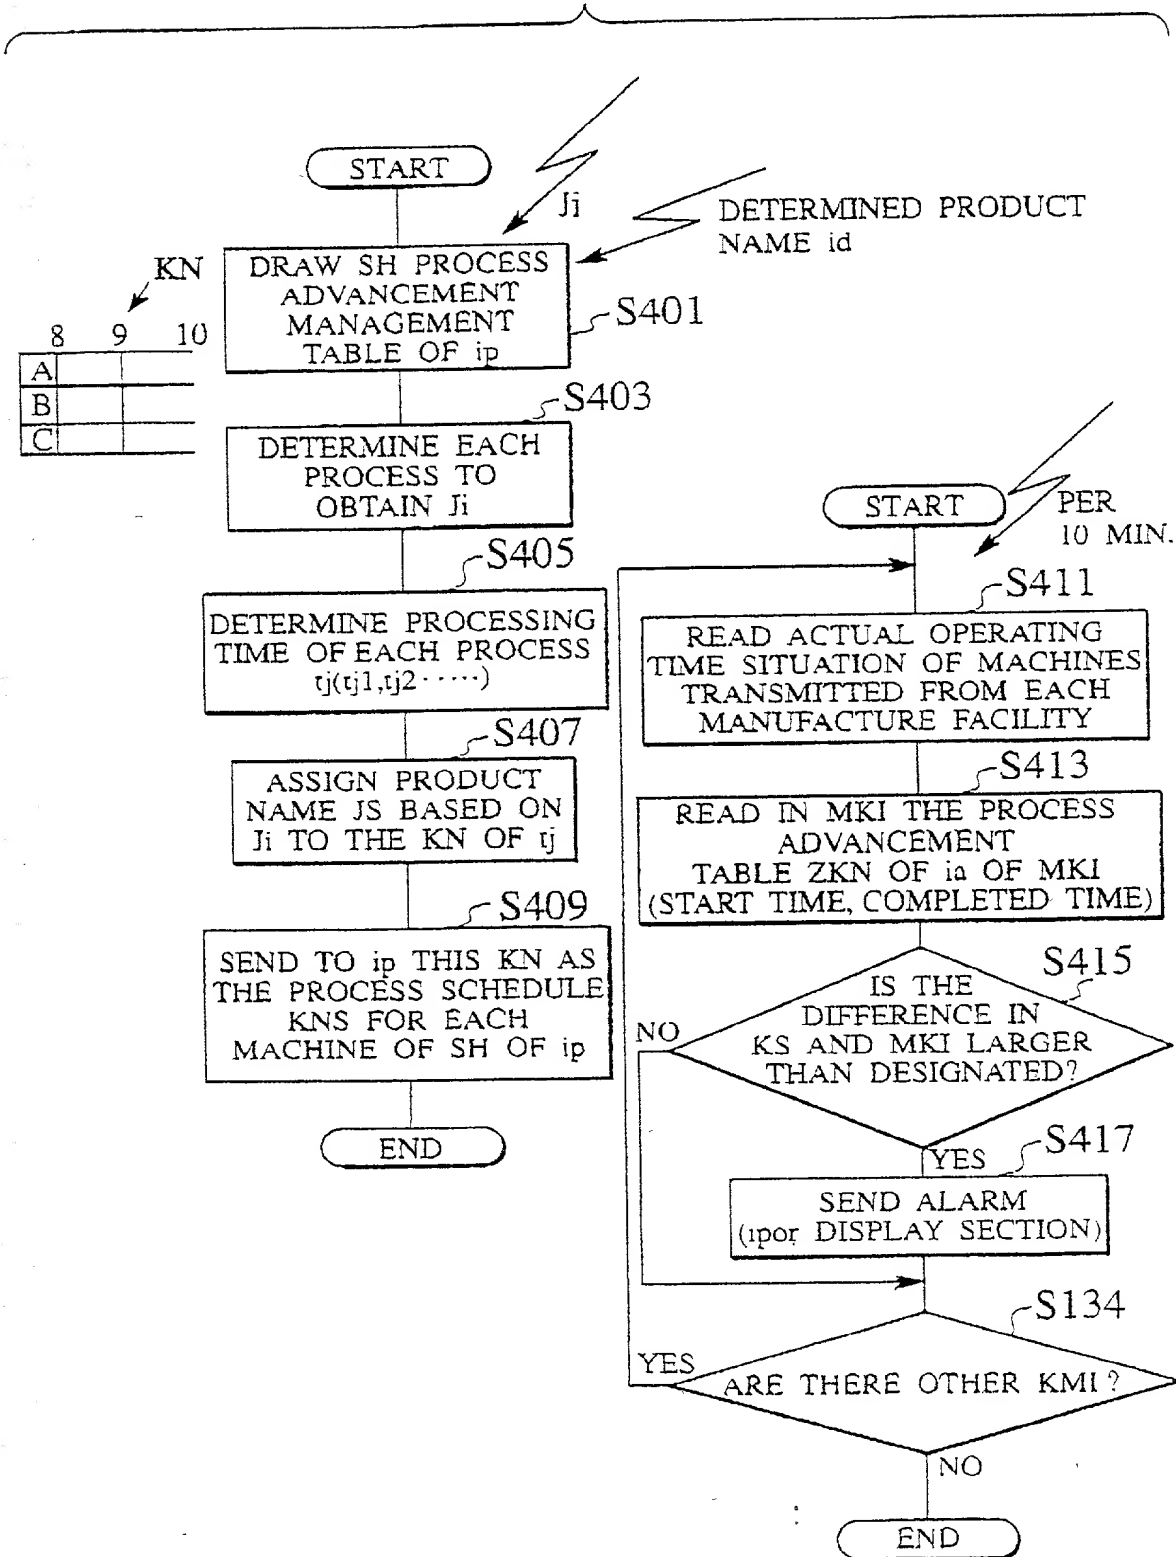 START
Ji
DETERMINED PRODUCT
NAME id
KN
8 9 10
A
B
C
DRAW SH PROCESS
ADVANCEMENT
MANAGEMENT
TABLE OF ip
S401
S403
DETERMINE EACH
PROCESS TO
OBTAIN Ji
S405
DETERMINE PROCESSING
TIME OF EACH PROCESS
tj(tj1,tj2 ·····)
S407
ASSIGN PRODUCT
NAME JS BASED ON
Ji TO THE KN OF tj
S409
SEND TO ip THIS KN AS
THE PROCESS SCHEDULE
KNS FOR EACH
MACHINE OF SH OF ip
END
START
PER
10 MIN.
S411
READ ACTUAL OPERATING
TIME SITUATION OF MACHINES
TRANSMITTED FROM EACH
MANUFACTURE FACILITY
S413
READ IN MKI THE PROCESS
ADVANCEMENT
TABLE ZKN OF ia OF MKI
(START TIME, COMPLETED TIME)
S415
IS THE
DIFFERENCE IN
KS AND MKI LARGER
THAN DESIGNATED?
NO
YES
S417
SEND ALARM
(ipor DISPLAY SECTION)
S134
YES
ARE THERE OTHER KMI?
NO
END